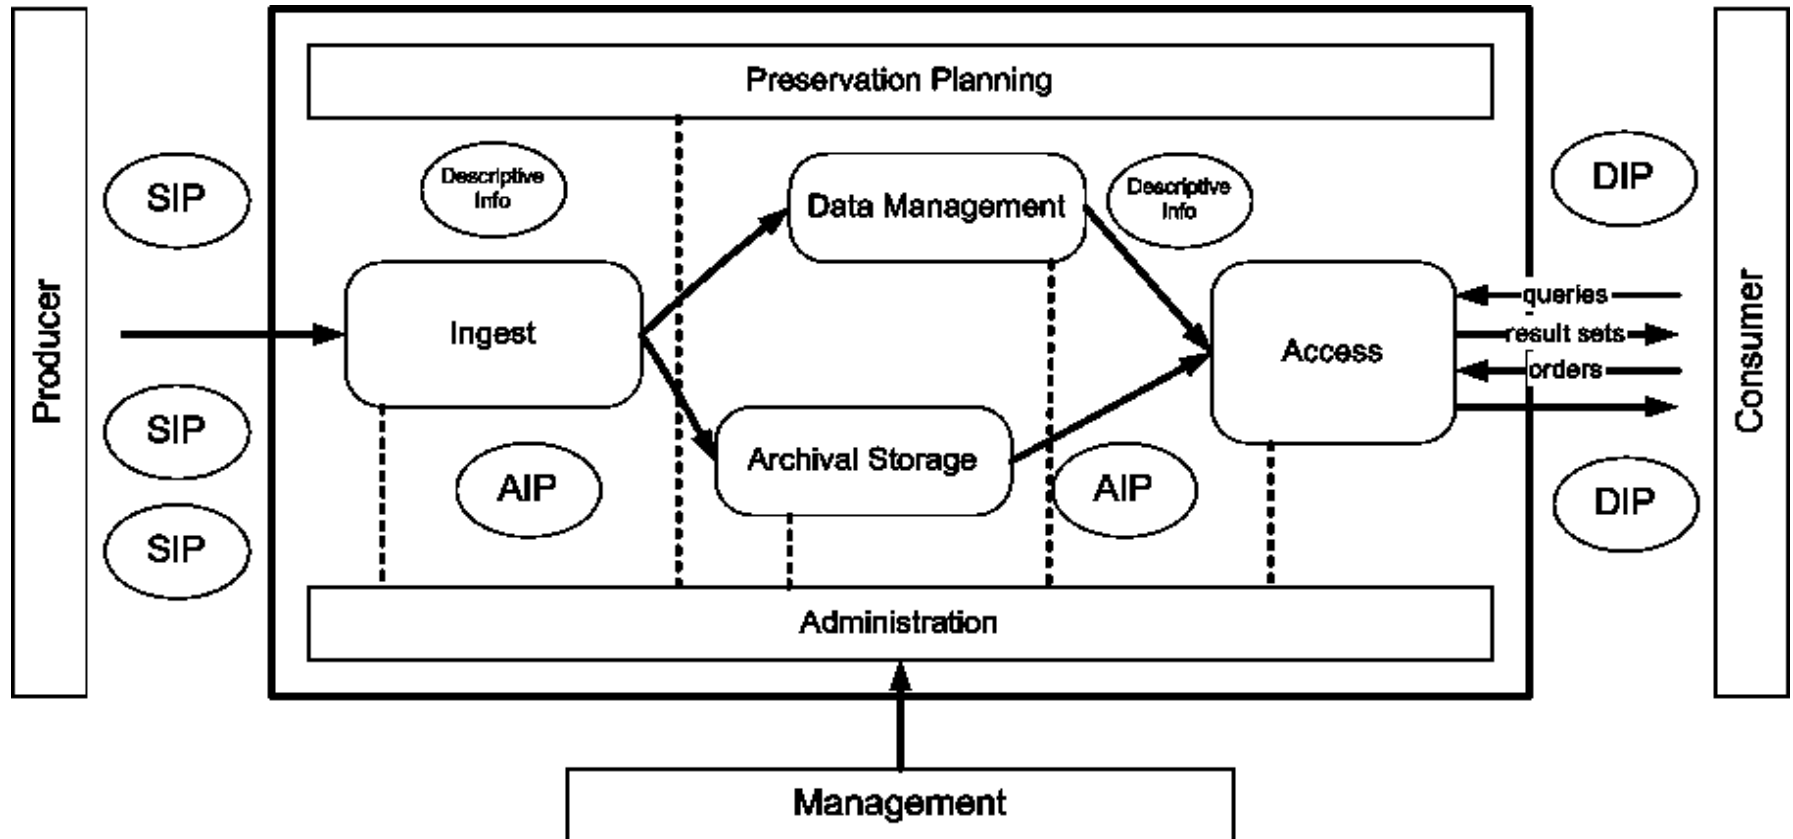 Preservation Planning
SIP
Descriptive
Info
Data Management
Descriptive
Info
DIP
Producer
Ingest
Access
queries
result sets
orders
Consumer
SIP
AIP
Archival Storage
AIP
DIP
SIP
Administration
Management